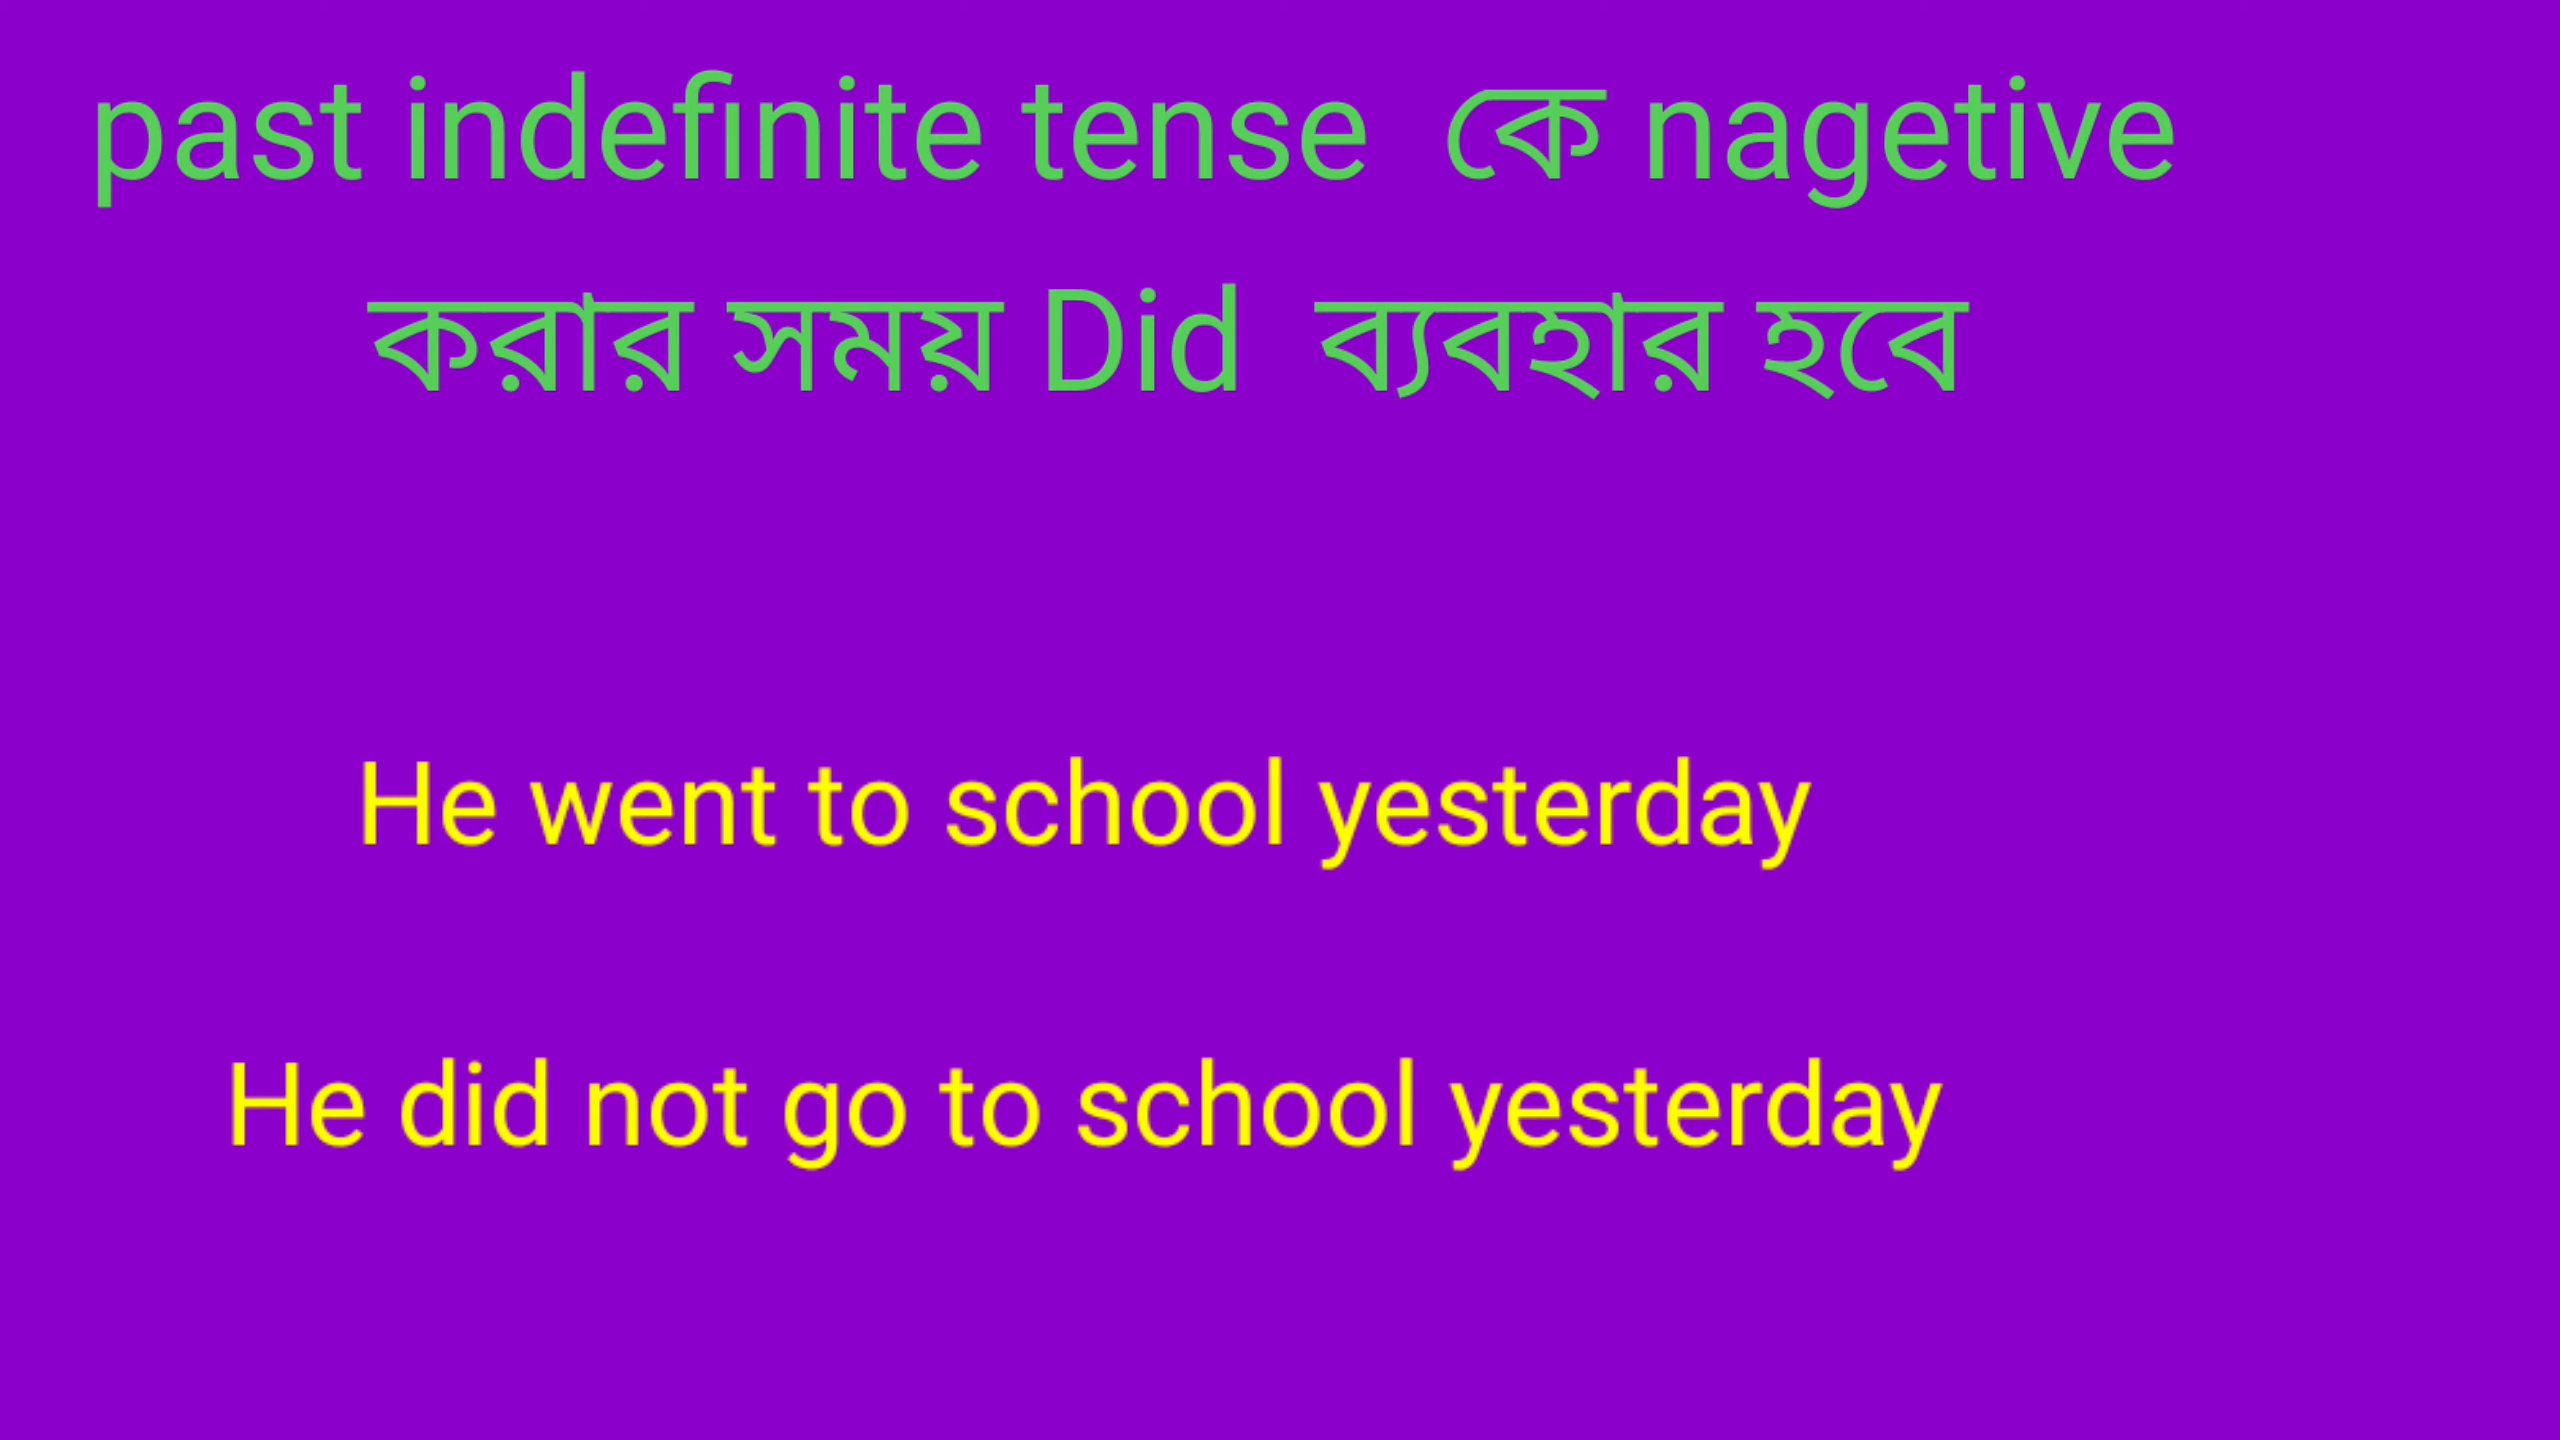 past indefinite tense কে nagetive
করার সময় Did ব্যবহার হবে
He went to school yesterday
He did not go to school yesterday